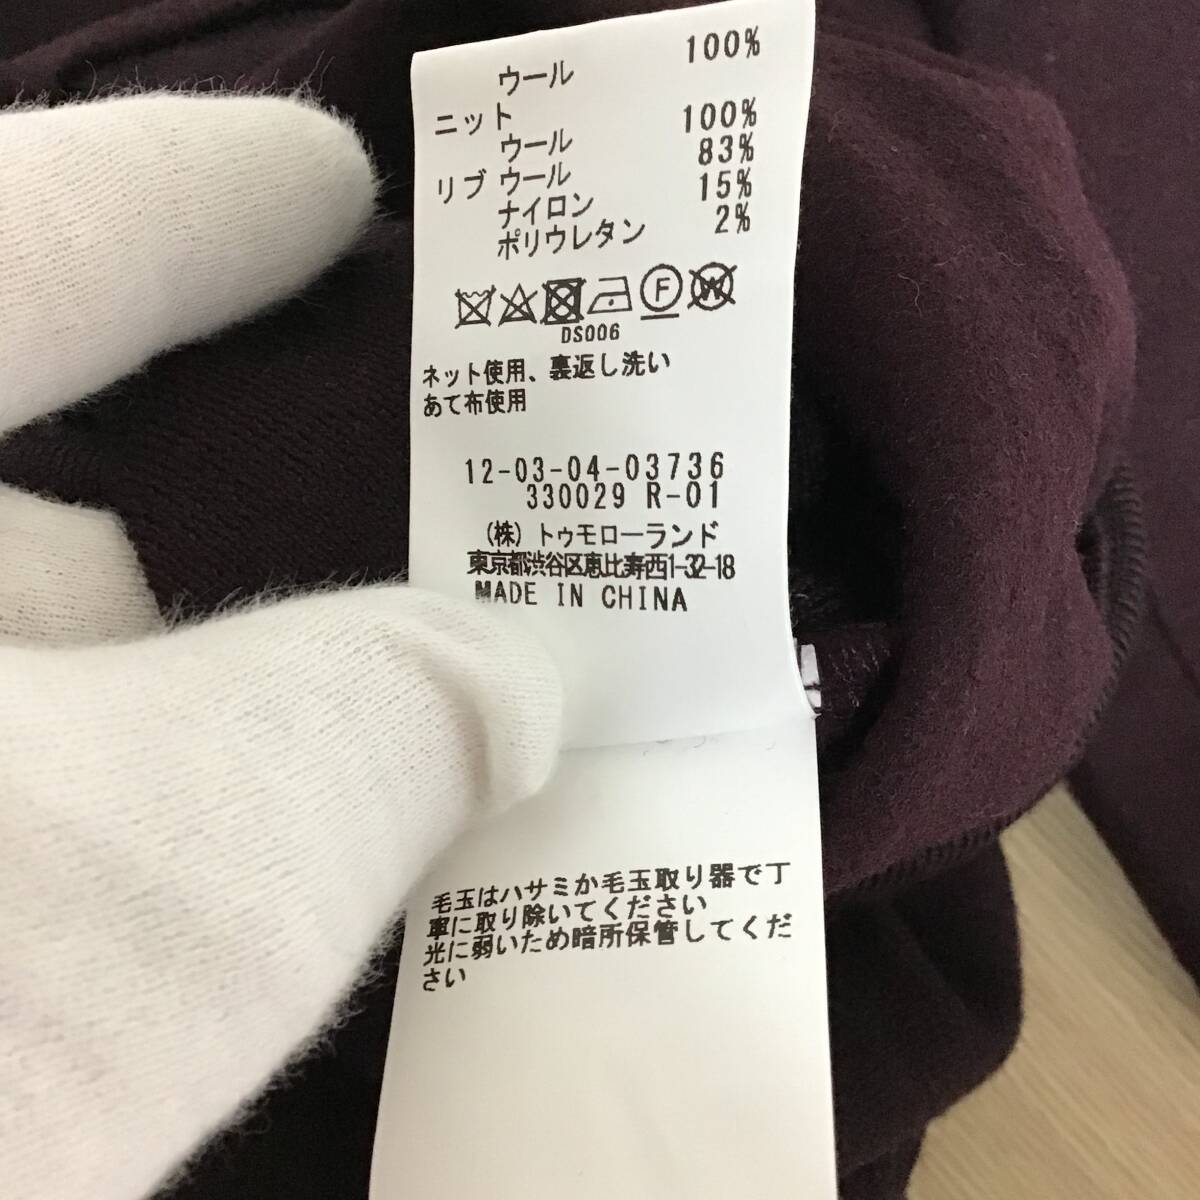 ウール 100%
ニット
ウール 100%
リブ ウール 83%
ナイロン 15%
ポリウレタン 2%
F W
DS006
ネット使用、裏返し洗い
あて布使用
12-03-04-03736
330029 R-01
(株) トゥモローランド
東京都渋谷区恵比寿西1-32-18
MADE IN CHINA
毛玉はハサミか毛玉取り器で丁
寧に取り除いてください
光に弱いため暗所保管してくだ
さい